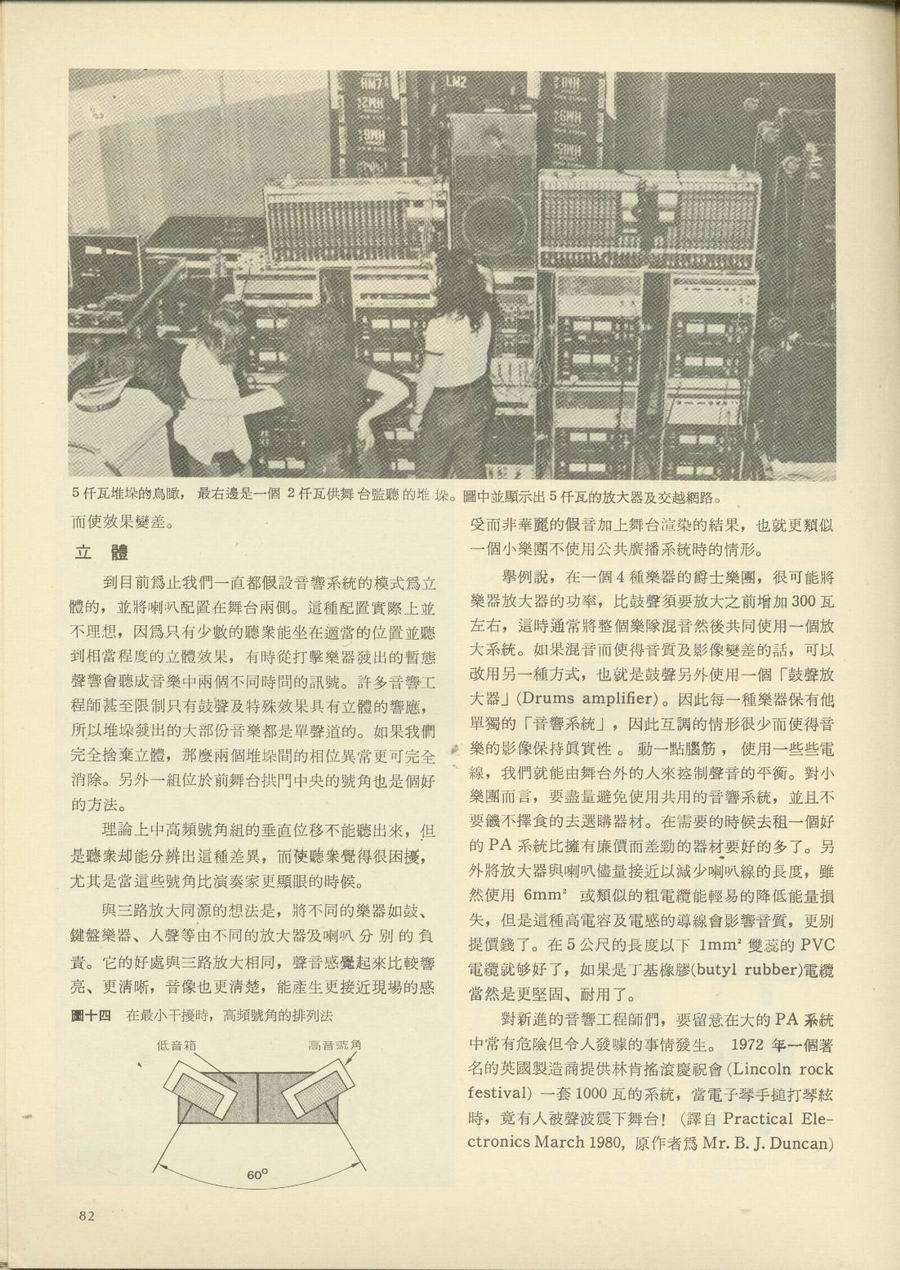 HM7
LM2
HM
2MH
2MH
6MH
5MH
AL4
5仟瓦堆垜的鳥瞰，最右邊是一個 2仟瓦供舞台監聽的堆垜。圖中並顯示出5仟瓦的放大器及交越網路。
而使效果變差。
立 體
到目前爲止我們一直都假設音響系統的模式爲立
體的，並將喇叭配置在舞台兩側。這種配置實際上並
不理想，因爲只有少數的聽衆能坐在適當的位置並聽
到相當程度的立體效果，有時從打擊樂器發出的暫態
聲響會聽成音樂中兩個不同時間的訊號。許多音響工
程師甚至限制只有鼓聲及特殊效果具有立體的響應，
所以堆垜發出的大部份音樂都是單聲道的。如果我們
完全捨棄立體，那麼兩個堆垜間的相位異常更可完全
消除。另外一組位於前舞台拱門中央的號角也是個好
的方法。
理論上中高頻號角組的垂直位移不能聽出來，但
是聽衆却能分辨出這種差異，而使聽衆覺得很困擾，
尤其是當這些號角比演奏家更顯眼的時候。
與三路放大同源的想法是，將不同的樂器如鼓、
鍵盤樂器、人聲等由不同的放大器及喇叭分別的負
責。它的好處與三路放大相同，聲音感覺起來比較響
亮、更清晰，音像也更清楚，能產生更接近現場的感
圖十四 在最小干擾時，高頻號角的排列法
低音箱
高音號角
60°
82
受而非華麗的假音加上舞台渲染的結果，也就更類似
一個小樂團不使用公共廣播系統時的情形。
舉例說，在一個4種樂器的爵士樂團，很可能將
樂器放大器的功率，比鼓聲須要放大之前增加300瓦
左右，這時通常將整個樂隊混音然後共同使用一個放
大系統。如果混音而使得音質及影像變差的話，可以
改用另一種方式，也就是鼓聲另外使用一個「鼓聲放
大器」(Drums amplifier)。因此每一種樂器保有他
單獨的「音響系統」，因此互調的情形很少而使得音
樂的影像保持眞實性。動一點腦筋，使用一些些電
線，我們就能由舞台外的人來控制聲音的平衡。對小
樂團而言，要盡量避免使用共用的音響系統，並且不
要饑不擇食的去選購器材。在需要的時候去租一個好
的 PA 系統比擁有廉價而差勁的器材要好的多了。另
外將放大器與喇叭儘量接近以減少喇叭線的長度，雖
然使用 6mm² 或類似的粗電纜能輕易的降低能量損
失，但是這種高電容及電感的導線會影響音質，更別
提價錢了。在5公尺的長度以下 1mm² 雙蕊的 PVC
電纜就够好了，如果是丁基橡膠(butyl rubber)電纜
當然是更堅固、耐用了。
對新進的音響工程師們，要留意在大的 PA 系統
中常有危險但令人發噱的事情發生。 1972 年一個著
名的英國製造商提供林肯搖滾慶祝會(Lincoln rock
festival) 一套1000瓦的系統，當電子琴手搥打琴絃
時，竟有人被聲波震下舞台！（譯自 Practical Ele-
ctronics March 1980, 原作者爲 Mr. B. J. Duncan）